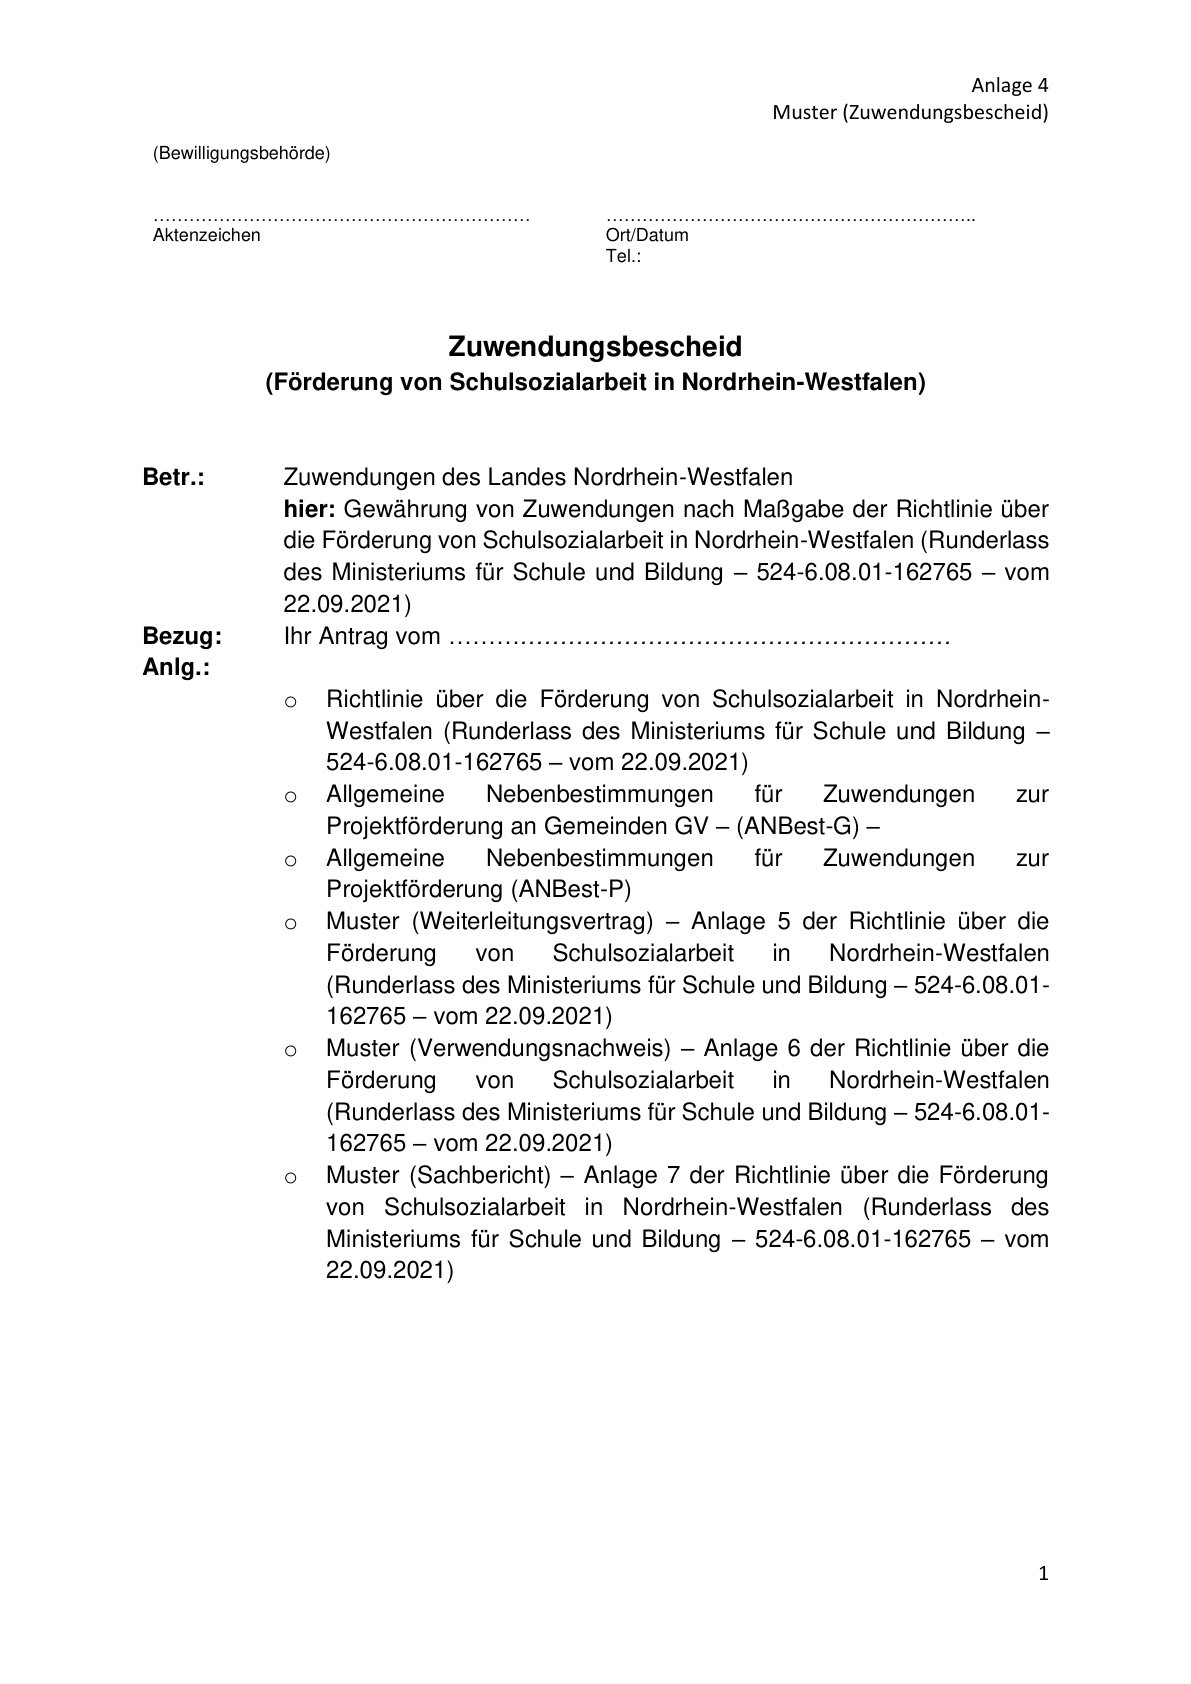 Anlage 4
Muster (Zuwendungsbescheid)
(Bewilligungsbehörde)
……………………………………………………… ……………………………………………………..
Aktenzeichen Ort/Datum
Tel.:
Zuwendungsbescheid
(Förderung von Schulsozialarbeit in Nordrhein-Westfalen)
Betr.: Zuwendungen des Landes Nordrhein-Westfalen
hier: Gewährung von Zuwendungen nach Maßgabe der Richtlinie über
die Förderung von Schulsozialarbeit in Nordrhein-Westfalen (Runderlass
des Ministeriums für Schule und Bildung – 524-6.08.01-162765 – vom
22.09.2021)
Bezug: Ihr Antrag vom ………………………………………………………
Anlg.:
o Richtlinie über die Förderung von Schulsozialarbeit in Nordrhein-
Westfalen (Runderlass des Ministeriums für Schule und Bildung –
524-6.08.01-162765 – vom 22.09.2021)
o Allgemeine Nebenbestimmungen für Zuwendungen zur
Projektförderung an Gemeinden GV – (ANBest-G) –
o Allgemeine Nebenbestimmungen für Zuwendungen zur
Projektförderung (ANBest-P)
o Muster (Weiterleitungsvertrag) – Anlage 5 der Richtlinie über die
Förderung von Schulsozialarbeit in Nordrhein-Westfalen
(Runderlass des Ministeriums für Schule und Bildung – 524-6.08.01-
162765 – vom 22.09.2021)
o Muster (Verwendungsnachweis) – Anlage 6 der Richtlinie über die
Förderung von Schulsozialarbeit in Nordrhein-Westfalen
(Runderlass des Ministeriums für Schule und Bildung – 524-6.08.01-
162765 – vom 22.09.2021)
o Muster (Sachbericht) – Anlage 7 der Richtlinie über die Förderung
von Schulsozialarbeit in Nordrhein-Westfalen (Runderlass des
Ministeriums für Schule und Bildung – 524-6.08.01-162765 – vom
22.09.2021)
1